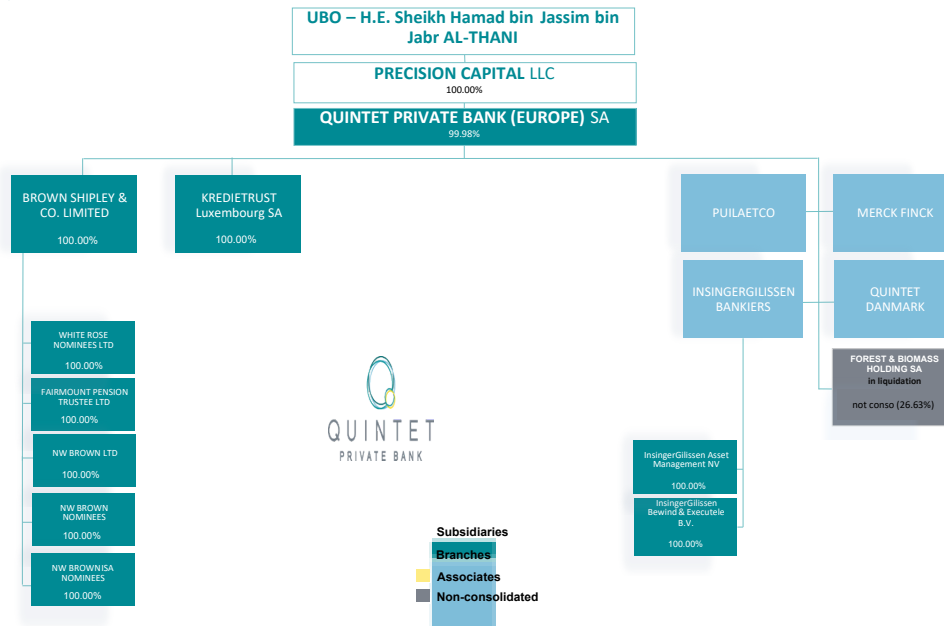 UBO – H.E. Sheikh Hamad bin Jassim bin
Jabr AL-THANI
PRECISION CAPITAL LLC
100.00%
QUINTET PRIVATE BANK (EUROPE) SA
99.98%
BROWN SHIPLEY &
CO. LIMITED
100.00%
KREDIETRUST
Luxembourg SA
100.00%
PUILAETCO
MERCK FINCK
INSINGERGILISSEN
BANKIERS
QUINTET
DANMARK
FOREST & BIOMASS
HOLDING SA
in liquidation
not conso (26.63%)
WHITE ROSE
NOMINEES LTD
100.00%
FAIRMOUNT PENSION
TRUSTEE LTD
100.00%
NW BROWN LTD
100.00%
NW BROWN
NOMINEES
100.00%
NW BROWNISA
NOMINEES
100.00%
QUINTET
PRIVATE BANK
InsingerGilissen Asset
Management NV
100.00%
InsingerGilissen
Bewind & Executele
B.V.
100.00%
Subsidiaries
Branches
Associates
Non-consolidated